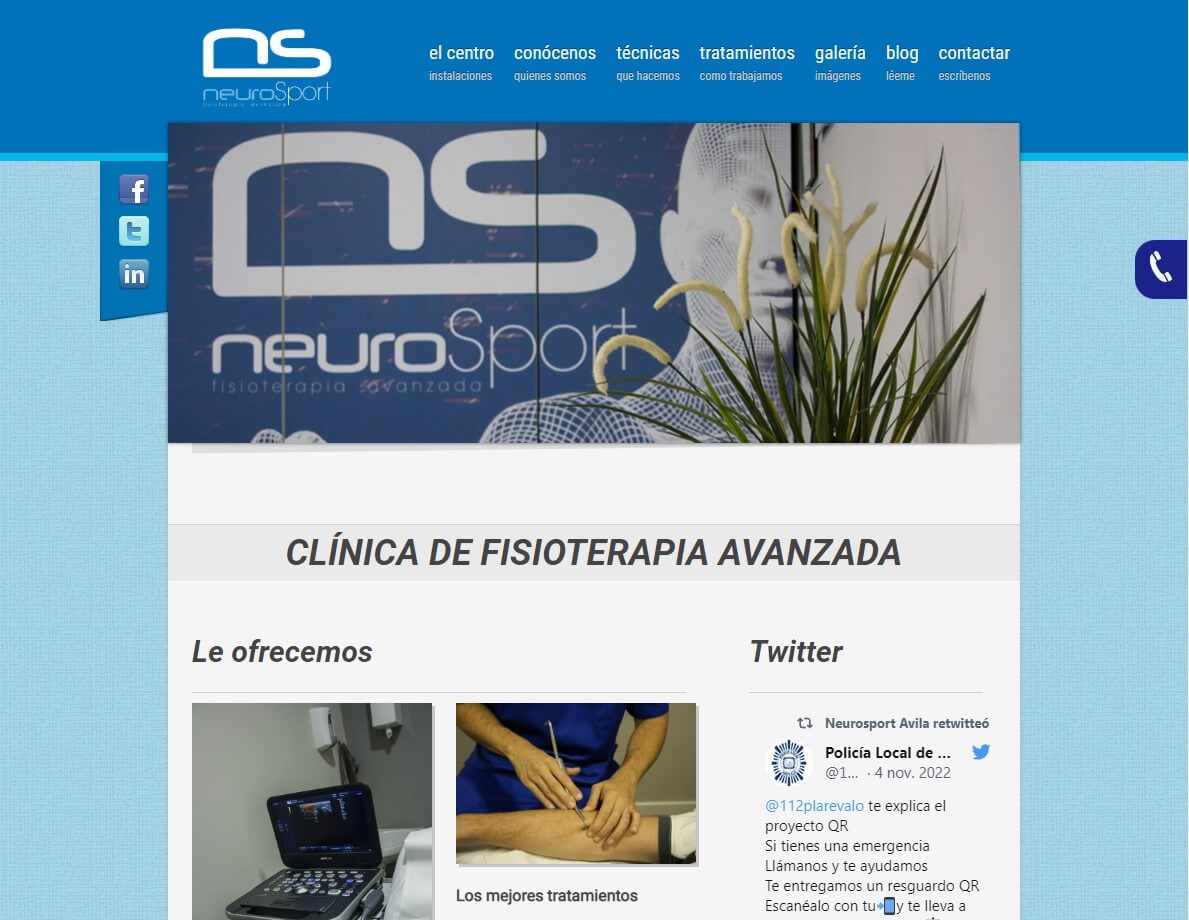 ns
neuroSport
fisioterapia avanzada
el centro
instalaciones
conócenos
quienes somos
técnicas
que hacemos
tratamientos
como trabajamos
galería
imágenes
blog
léeme
contactar
escríbenos
f
t
in
ns
neuroSport
fisioterapia avanzada
CLÍNICA DE FISIOTERAPIA AVANZADA
Le ofrecemos
Los mejores tratamientos
Twitter
Neurosport Avila retwitteó
Policía Local de ...
@1... · 4 nov. 2022
@112plarevalo te explica el
proyecto QR
Si tienes una emergencia
Llámanos y te ayudamos
Te entregamos un resguardo QR
Escanéalo con tu📲y te lleva a